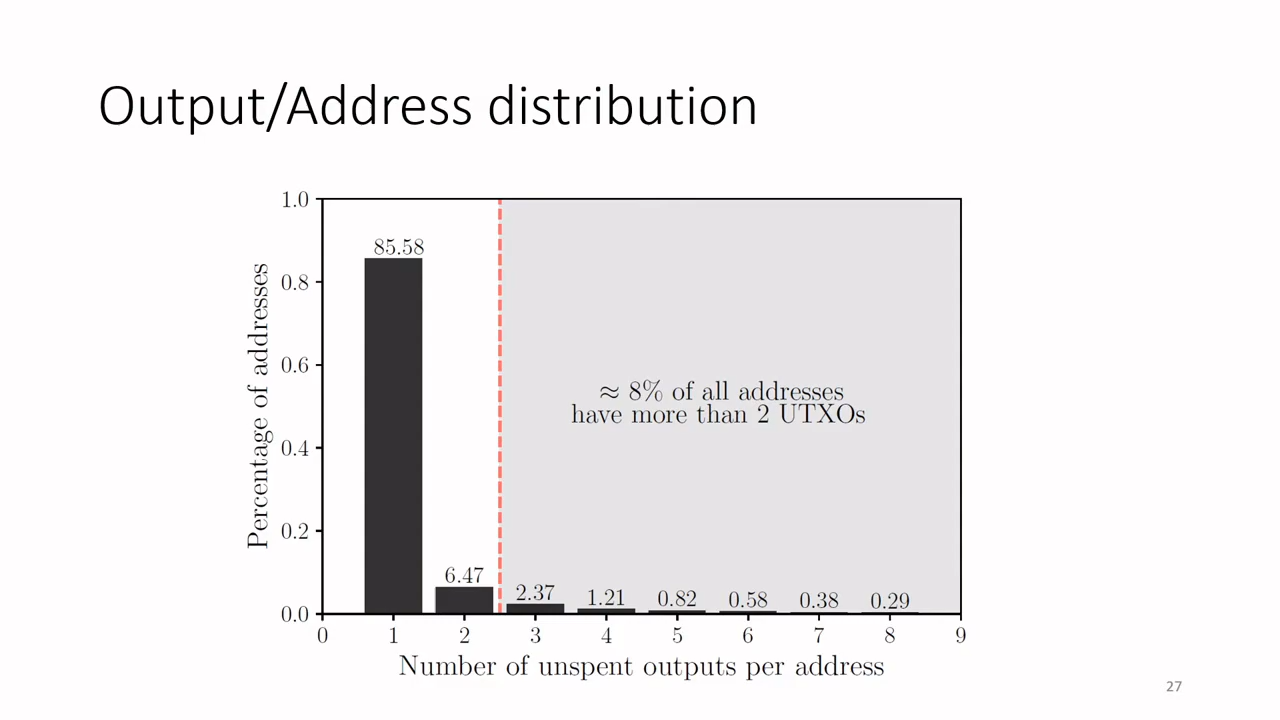 Output/Address distribution
1.0
0.8
0.6
0.4
0.2
0.0
Percentage of addresses
85.58
6.47
2.37
1.21
0.82
0.58
0.38
0.29
≈ 8% of all addresses
have more than 2 UTXOs
0 1 2 3 4 5 6 7 8 9
Number of unspent outputs per address
27